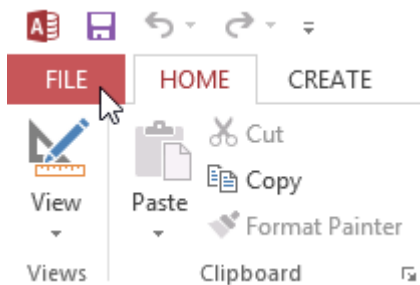 FILE HOME CREATE
Cut
Copy
View Paste
Format Painter
Views Clipboard